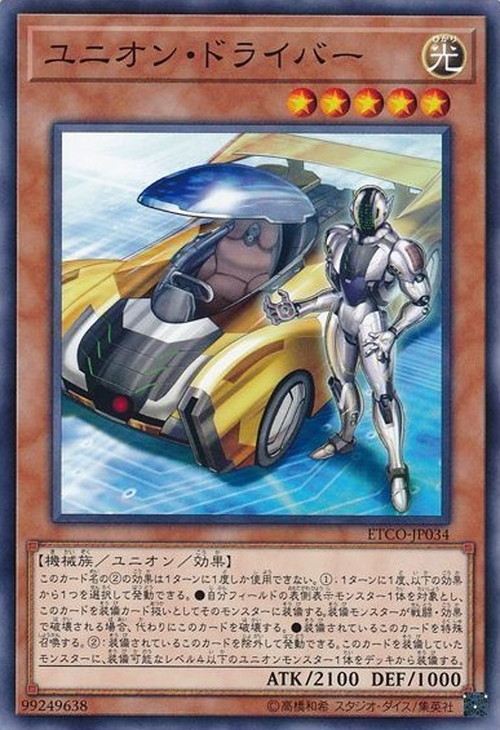 ユニオン・ドライバー
光
ETCO-JP034
【機械族／ユニオン／効果】
このカード名の②の効果は1ターンに1度しか使用できない。①：1ターンに1度、以下の効果
から1つを選択して発動できる。●自分フィールドの表側表示モンスター1体を対象とし、
このカードを装備カード扱いとしてそのモンスターに装備する。装備モンスターが戦闘・効果
で破壊される場合、代わりにこのカードを破壊する。●装備されているこのカードを特殊
召喚する。②：装備されているこのカードを除外して発動できる。このカードを装備していた
モンスターに、装備可能なレベル4以下のユニオンモンスター1体をデッキから装備する。
ATK/2100 DEF/1000
99249638
©高橋和希 スタジオ・ダイス/集英社